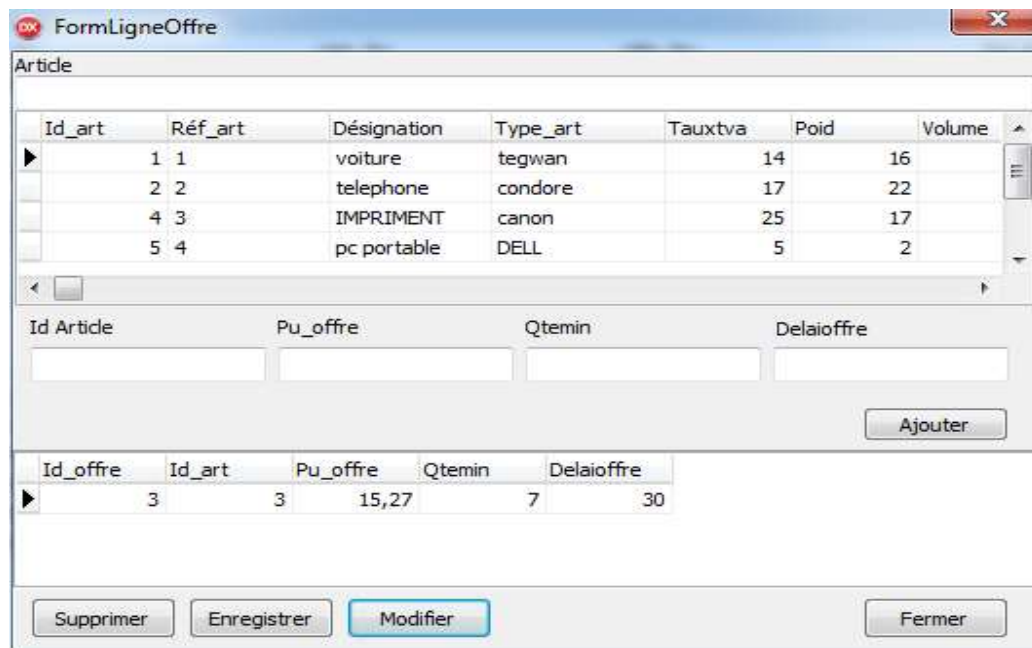 DX FormLigneOffre
Article
Id_art Réf_art Désignation Type_art Tauxtva Poid Volume
1 1 voiture tegwan 14 16
2 2 telephone condore 17 22
4 3 IMPRIMENT canon 25 17
5 4 pc portable DELL 5 2
Id Article Pu_offre Qtemin Delaioffre
Ajouter
Id_offre Id_art Pu_offre Qtemin Delaioffre
3 3 15,27 7 30
Supprimer Enregistrer Modifier Fermer